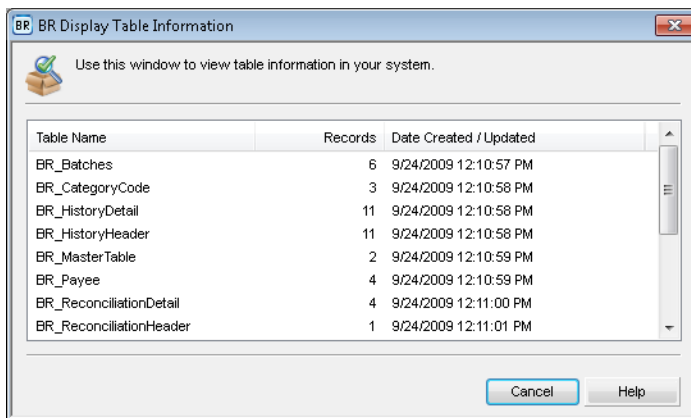 BR BR Display Table Information
Use this window to view table information in your system.
Table Name Records Date Created / Updated
BR_Batches 6 9/24/2009 12:10:57 PM
BR_CategoryCode 3 9/24/2009 12:10:58 PM
BR_HistoryDetail 11 9/24/2009 12:10:58 PM
BR_HistoryHeader 11 9/24/2009 12:10:58 PM
BR_MasterTable 2 9/24/2009 12:10:59 PM
BR_Payee 4 9/24/2009 12:10:59 PM
BR_ReconciliationDetail 4 9/24/2009 12:11:00 PM
BR_ReconciliationHeader 1 9/24/2009 12:11:01 PM
Cancel Help